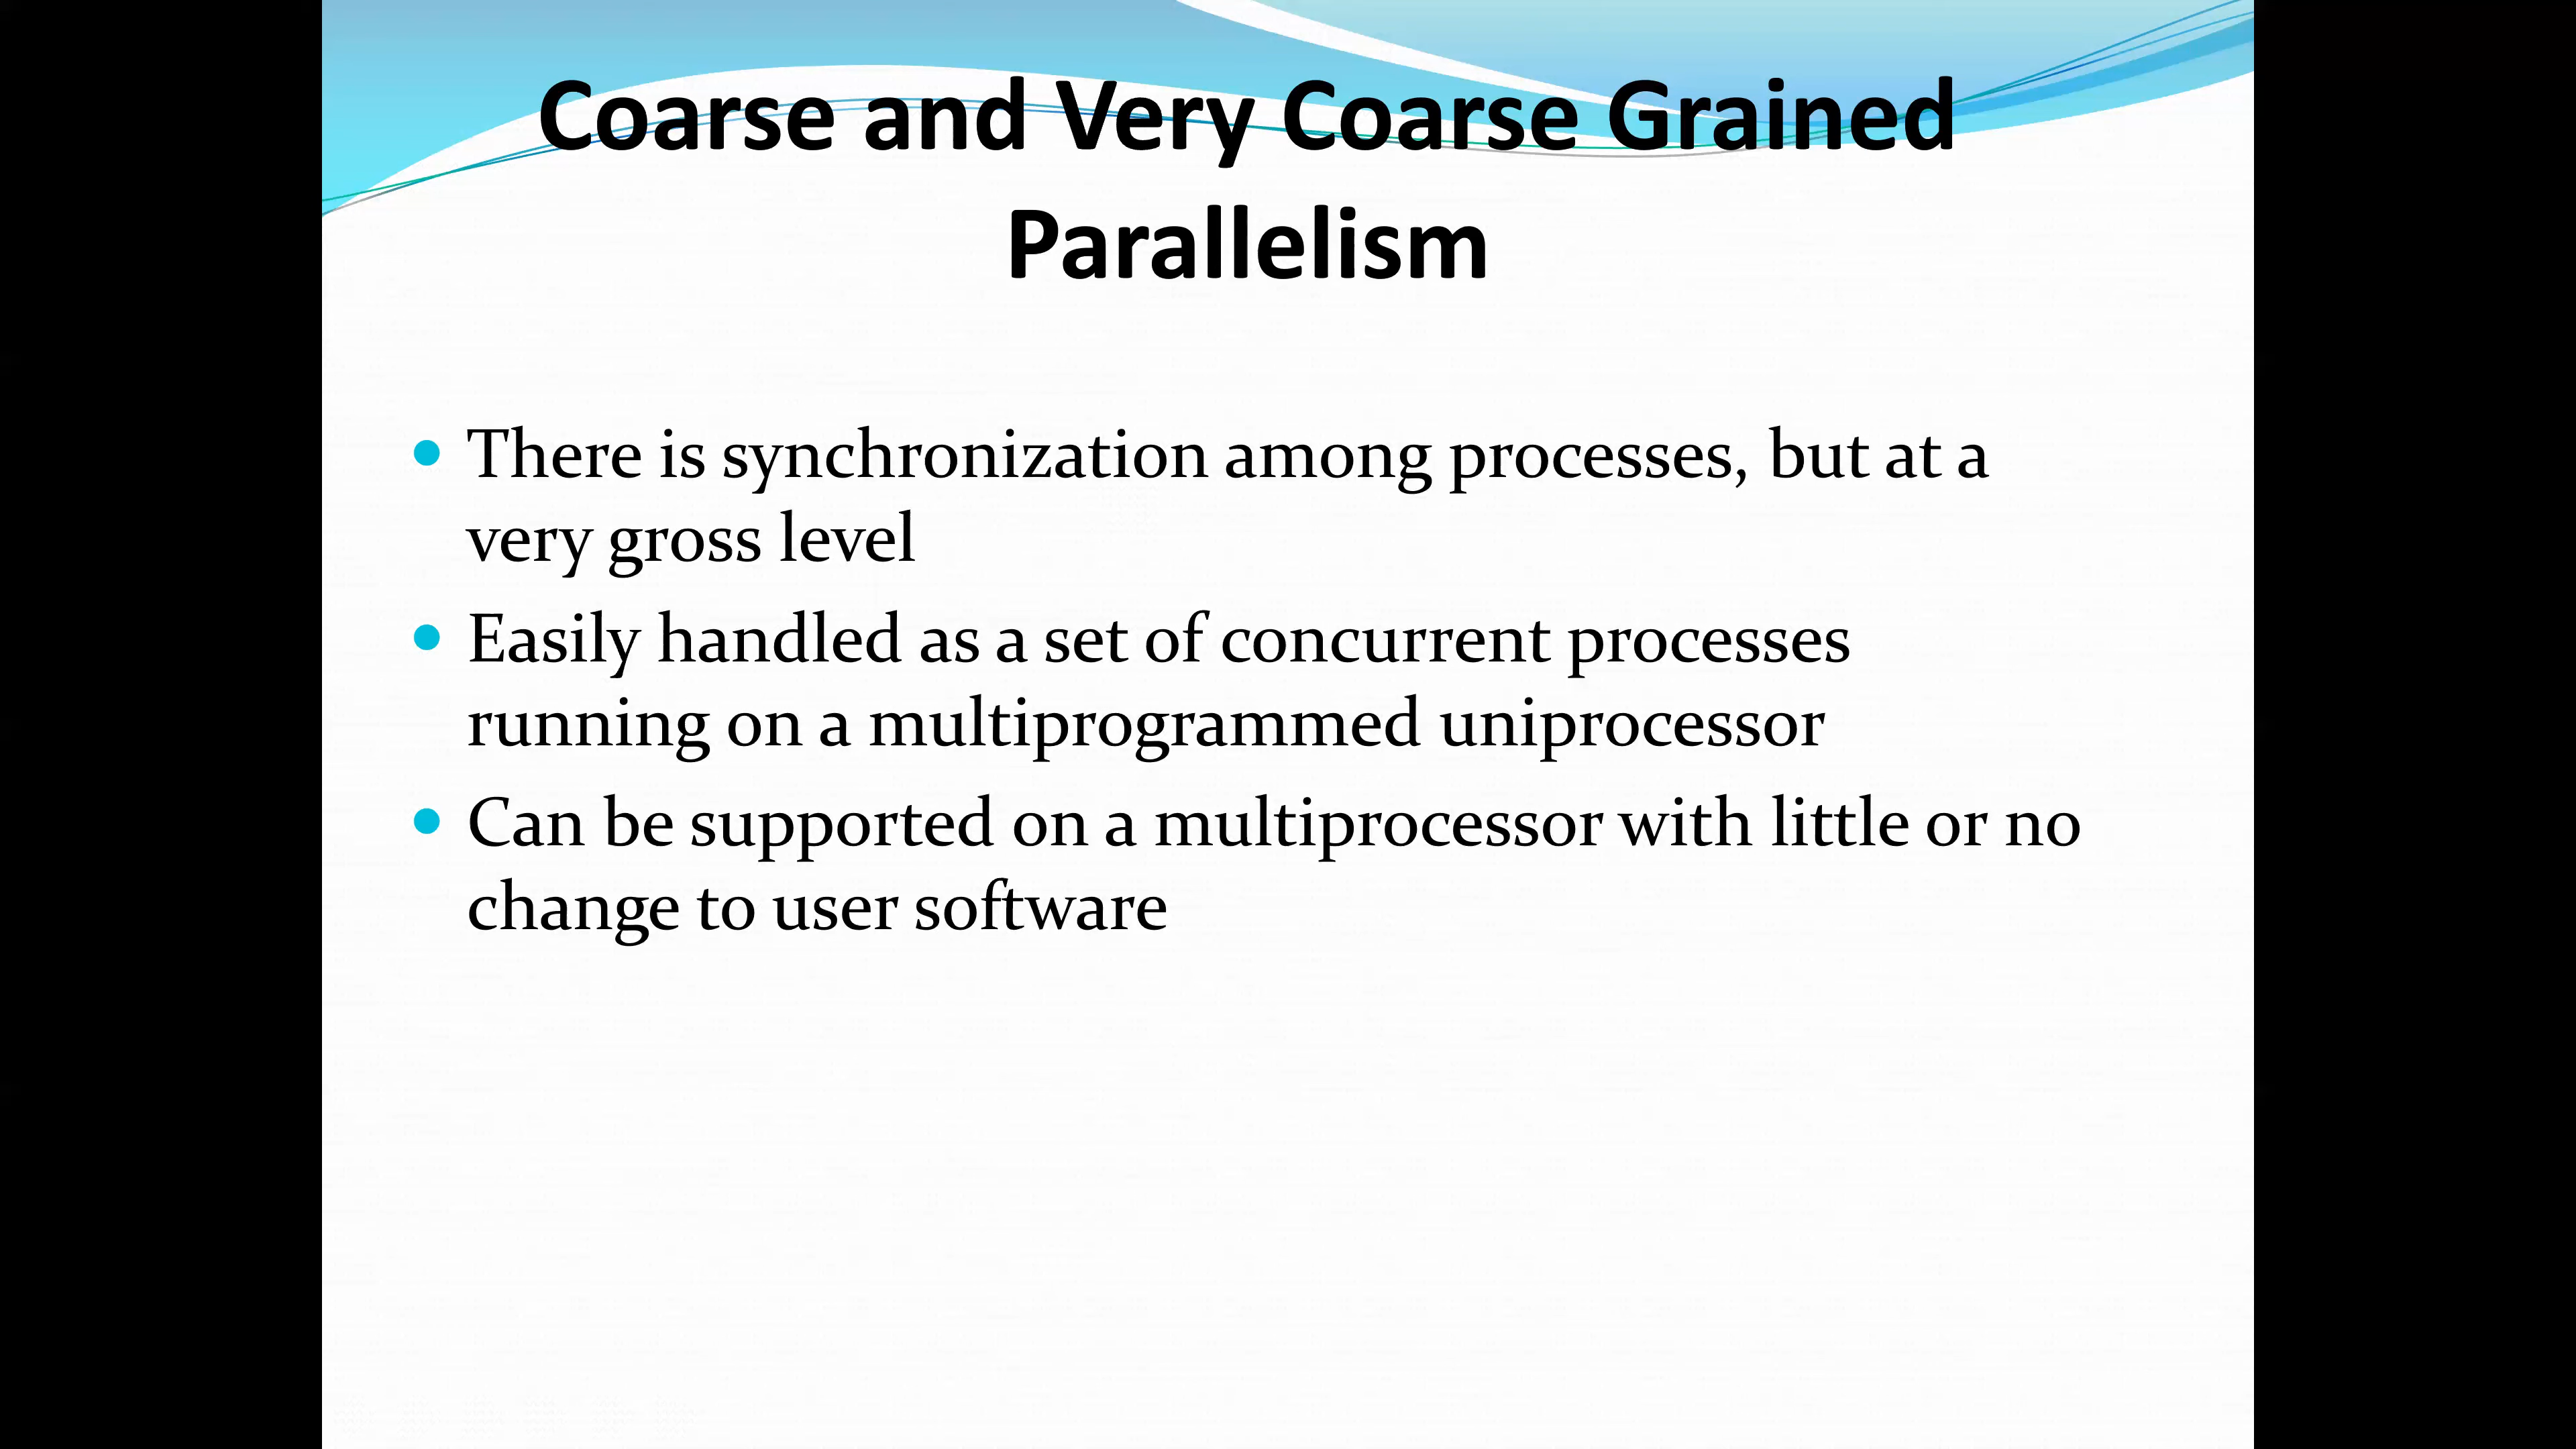 Coarse and Very Coarse Grained
Parallelism
• There is synchronization among processes, but at a
very gross level
• Easily handled as a set of concurrent processes
running on a multiprogrammed uniprocessor
• Can be supported on a multiprocessor with little or no
change to user software